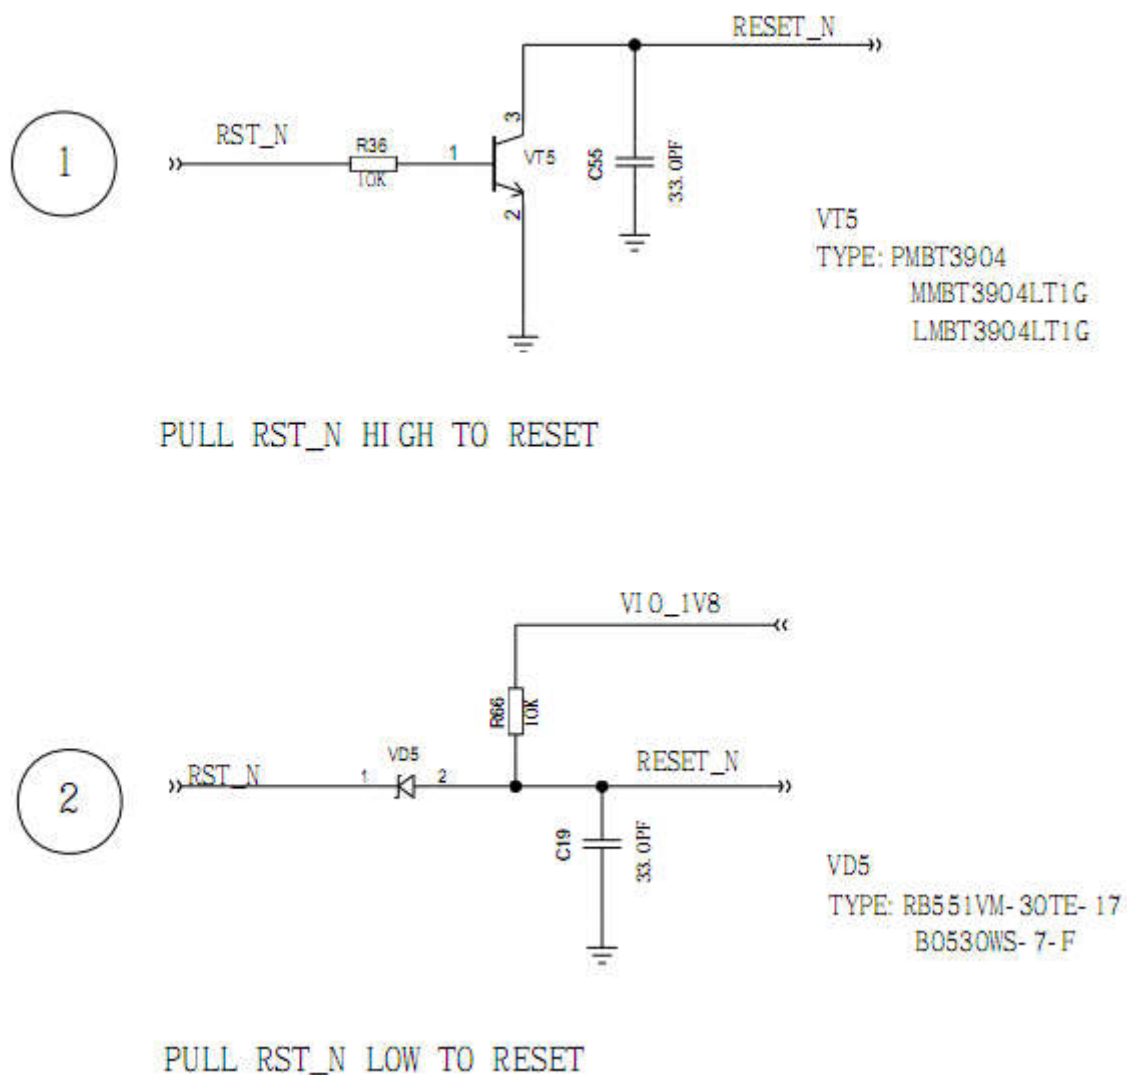 RESET_N
1
RST_N
R36
10K
1
3
VT5
2
C55
33.0PF
VT5
TYPE: PMBT3904
MMBT3904LT1G
LMBT3904LT1G
PULL RST_N HIGH TO RESET
VIO_1V8
R66
10K
2
RST_N
1
VD5
2
RESET_N
C19
33.0PF
VD5
TYPE: RB551VM-30TE-17
B0530WS-7-F
PULL RST_N LOW TO RESET